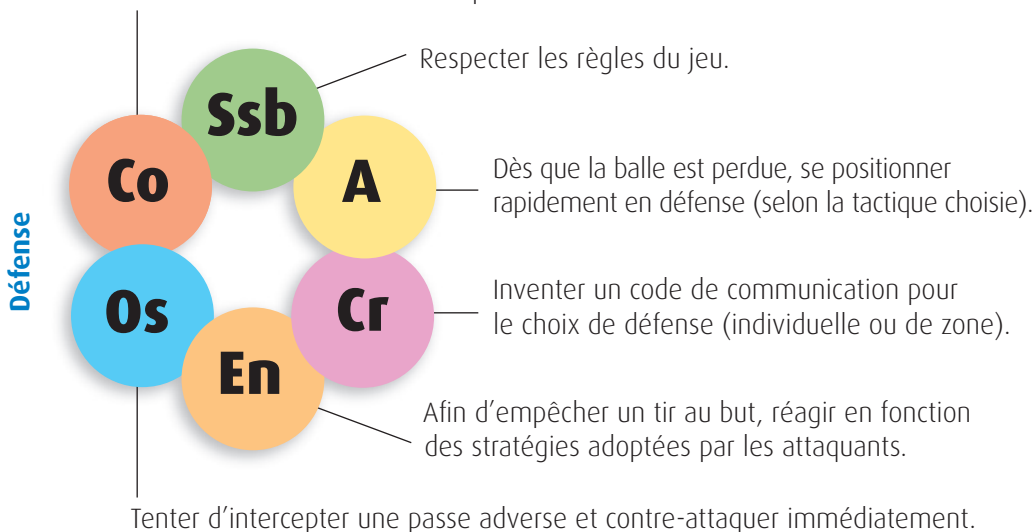 Respecter les règles du jeu.
Ssb
Co
A
Dès que la balle est perdue, se positionner
rapidement en défense (selon la tactique choisie).
Défense
Os
Cr
Inventer un code de communication pour
le choix de défense (individuelle ou de zone).
En
Afin d’empêcher un tir au but, réagir en fonction
des stratégies adoptées par les attaquants.
Tenter d’intercepter une passe adverse et contre-attaquer immédiatement.